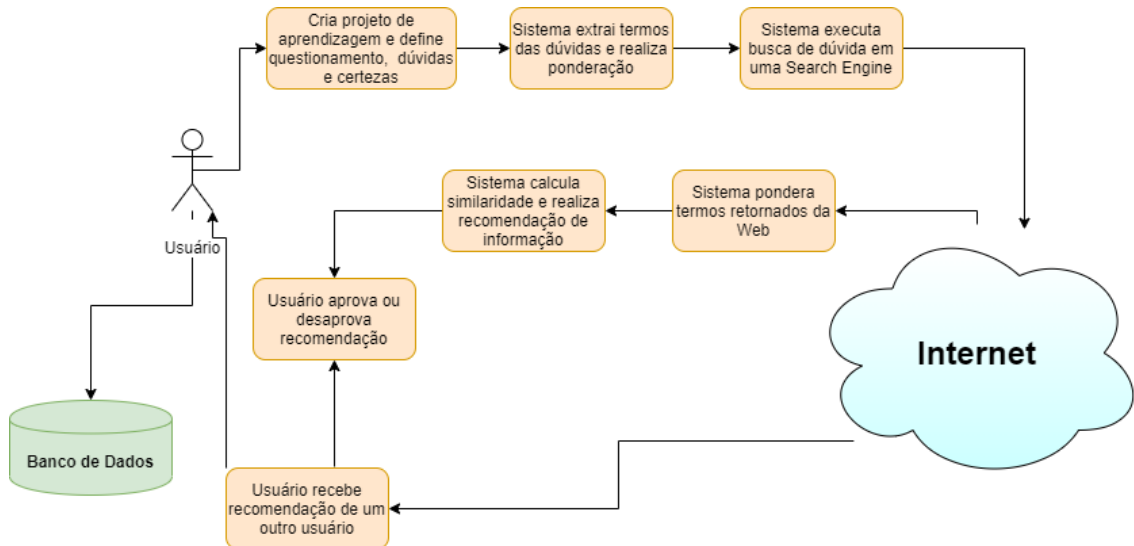 Cria projeto de
aprendizagem e define
questionamento, dúvidas
e certezas
Sistema extrai termos
das dúvidas e realiza
ponderação
Sistema executa
busca de dúvida em
uma Search Engine
Usuário
Sistema calcula
similaridade e realiza
recomendação de
informação
Sistema pondera
termos retornados da
Web
Usuário aprova ou
desaprova
recomendação
Internet
Banco de Dados
Usuário recebe
recomendação de um
outro usuário